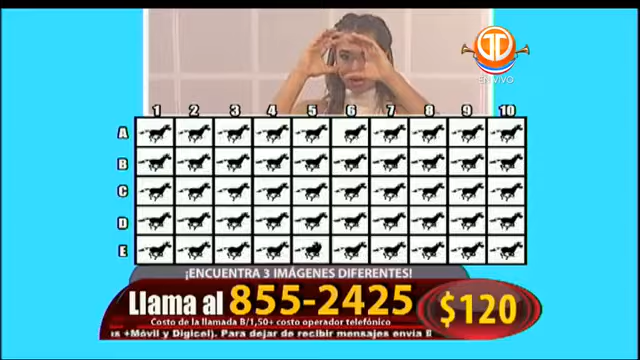 EN VIVO
1 2 3 4 5 6 7 8 9 10
A
B
C
D
E
¡ENCUENTRA 3 IMÁGENES DIFERENTES!
Llama al 855-2425
$120
Costo de la llamada B/1,50+ costo operador telefónico
s +Móvil y Digicel). Para dejar de recibir mensajes envía B